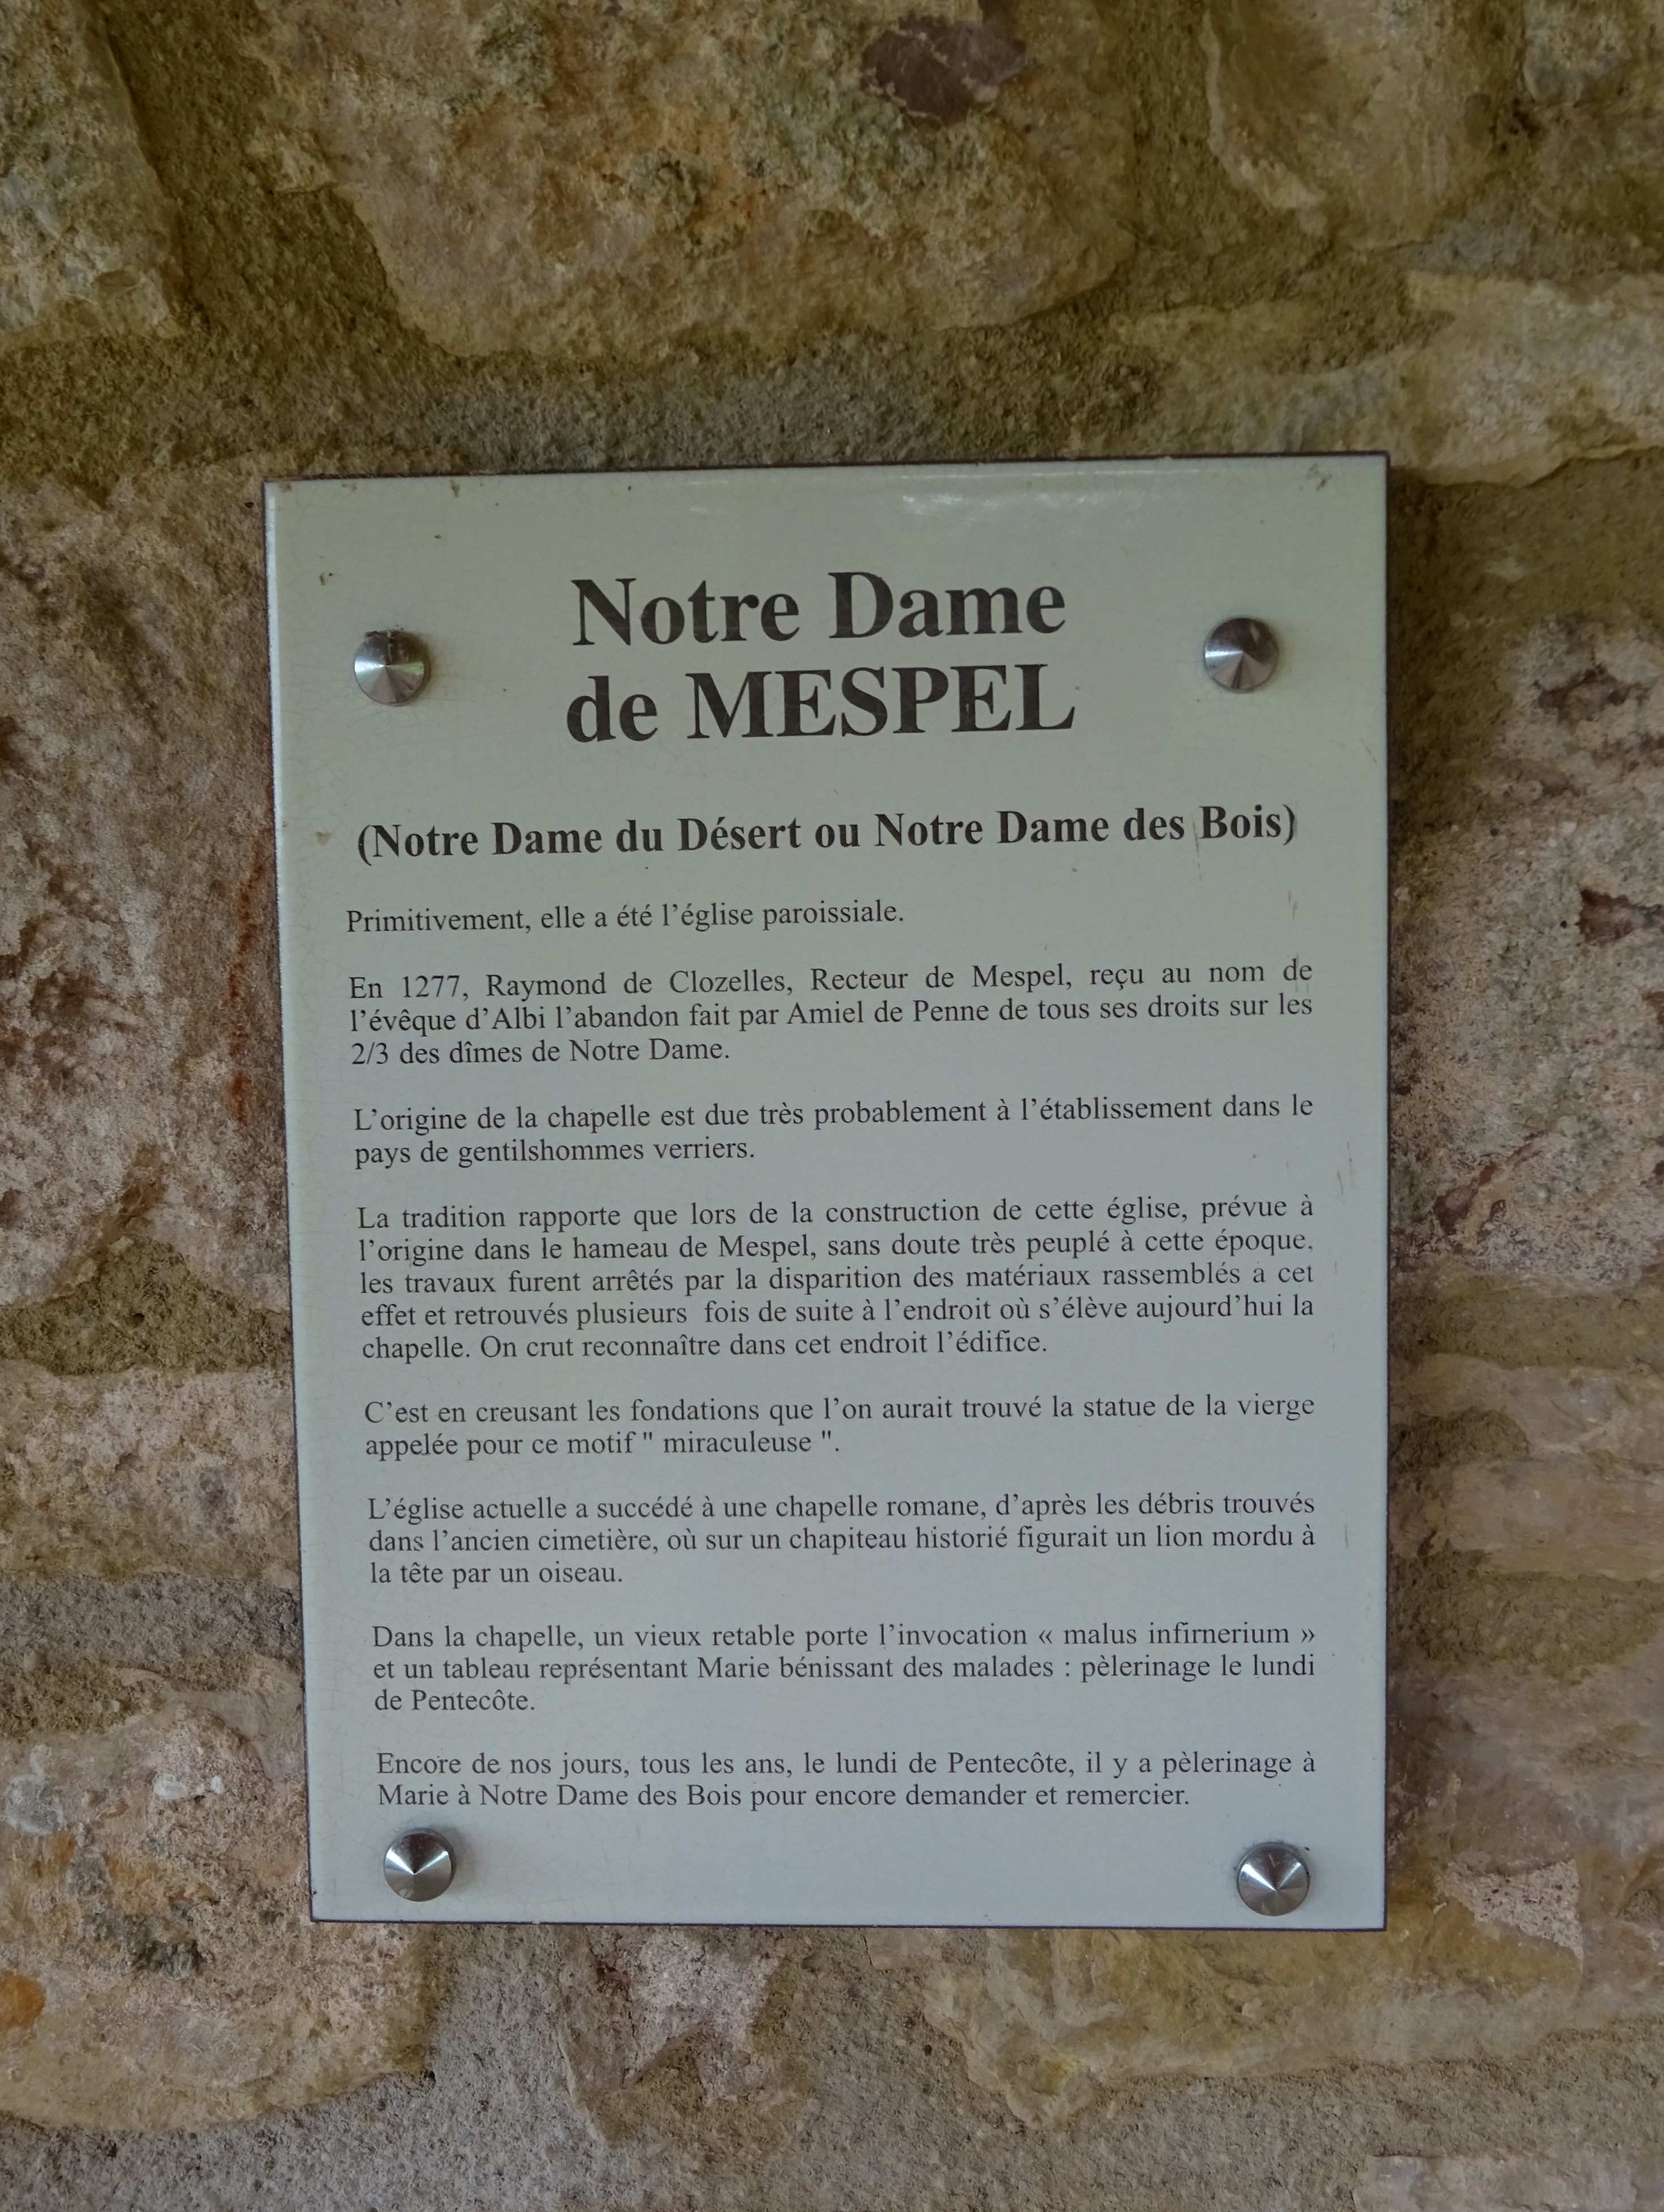 Notre Dame
de MESPEL
(Notre Dame du Désert ou Notre Dame des Bois)
Primitivement, elle a été l'église paroissiale.
En 1277, Raymond de Clozelles, Recteur de Mespel, reçu au nom de
l'évêque d'Albi l'abandon fait par Amiel de Penne de tous ses droits sur les
2/3 des dîmes de Notre Dame.
L'origine de la chapelle est due très probablement à l'établissement dans le
pays de gentilshommes verriers.
La tradition rapporte que lors de la construction de cette église, prévue à
l'origine dans le hameau de Mespel, sans doute très peuplé à cette époque,
les travaux furent arrêtés par la disparition des matériaux rassemblés a cet
effet et retrouvés plusieurs fois de suite à l'endroit où s'élève aujourd'hui la
chapelle. On crut reconnaître dans cet endroit l'édifice.
C'est en creusant les fondations que l'on aurait trouvé la statue de la vierge
appelée pour ce motif " miraculeuse ".
L'église actuelle a succédé à une chapelle romane, d'après les débris trouvés
dans l'ancien cimetière, où sur un chapiteau historié figurait un lion mordu à
la tête par un oiseau.
Dans la chapelle, un vieux retable porte l'invocation « malus infirnerium »
et un tableau représentant Marie bénissant des malades : pèlerinage le lundi
de Pentecôte.
Encore de nos jours, tous les ans, le lundi de Pentecôte, il y a pèlerinage à
Marie à Notre Dame des Bois pour encore demander et remercier.